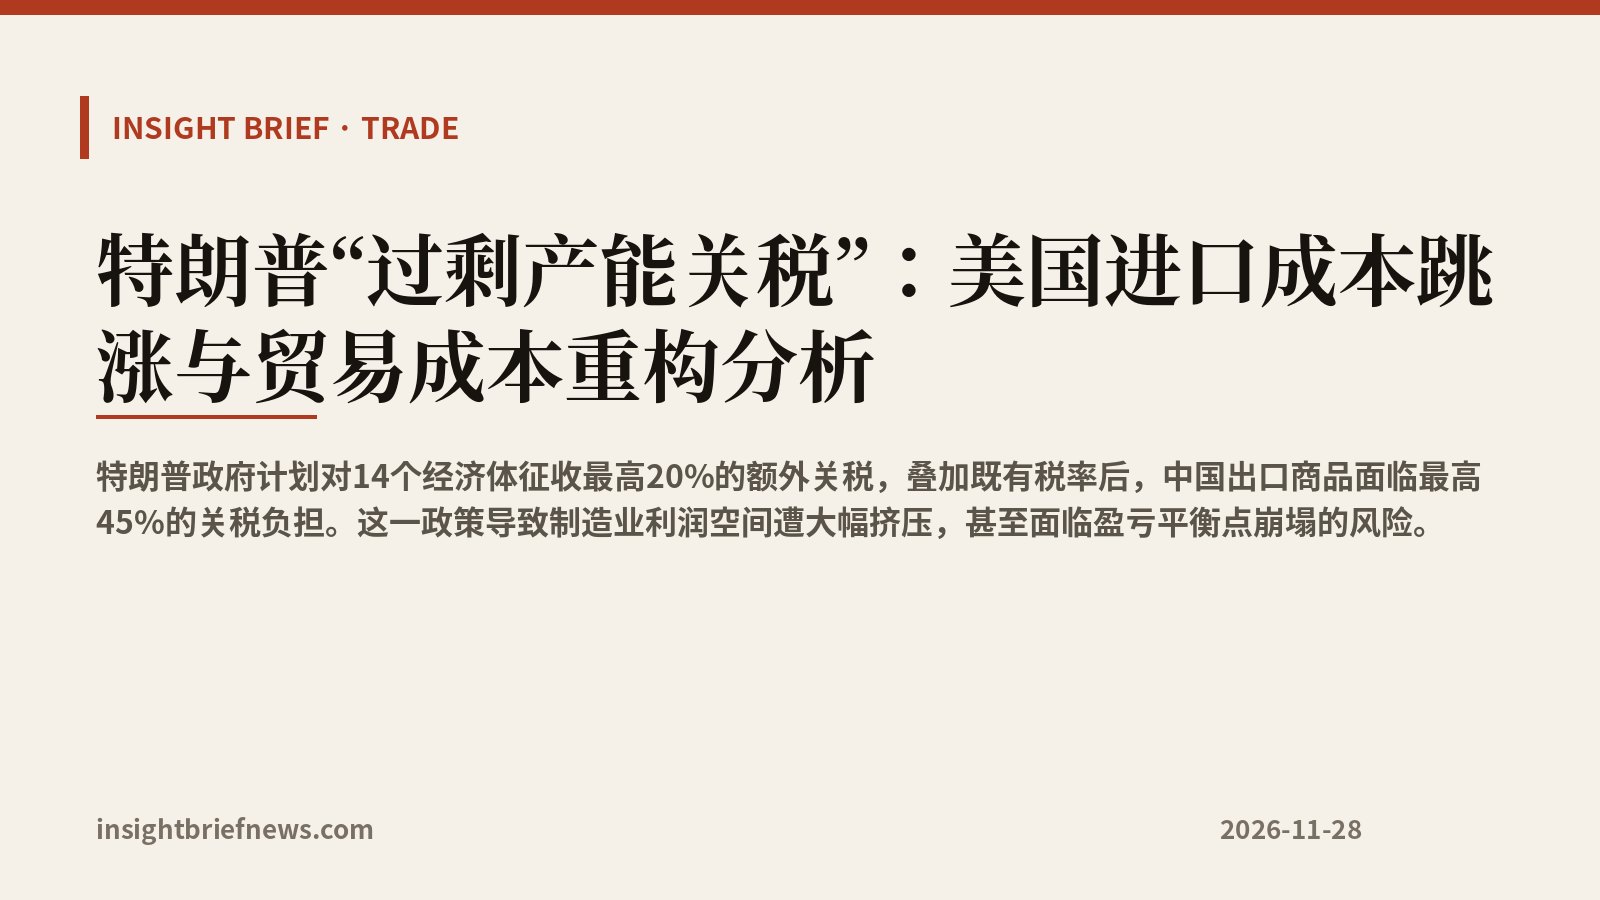 INSIGHT BRIEF · TRADE
特朗普“过剩产能关税”：美国进口成本跳
涨与贸易成本重构分析
特朗普政府计划对14个经济体征收最高20%的额外关税，叠加既有税率后，中国出口商品面临最高
45%的关税负担。这一政策导致制造业利润空间遭大幅挤压，甚至面临盈亏平衡点崩塌的风险。
insightbriefnews.com
2026-11-28